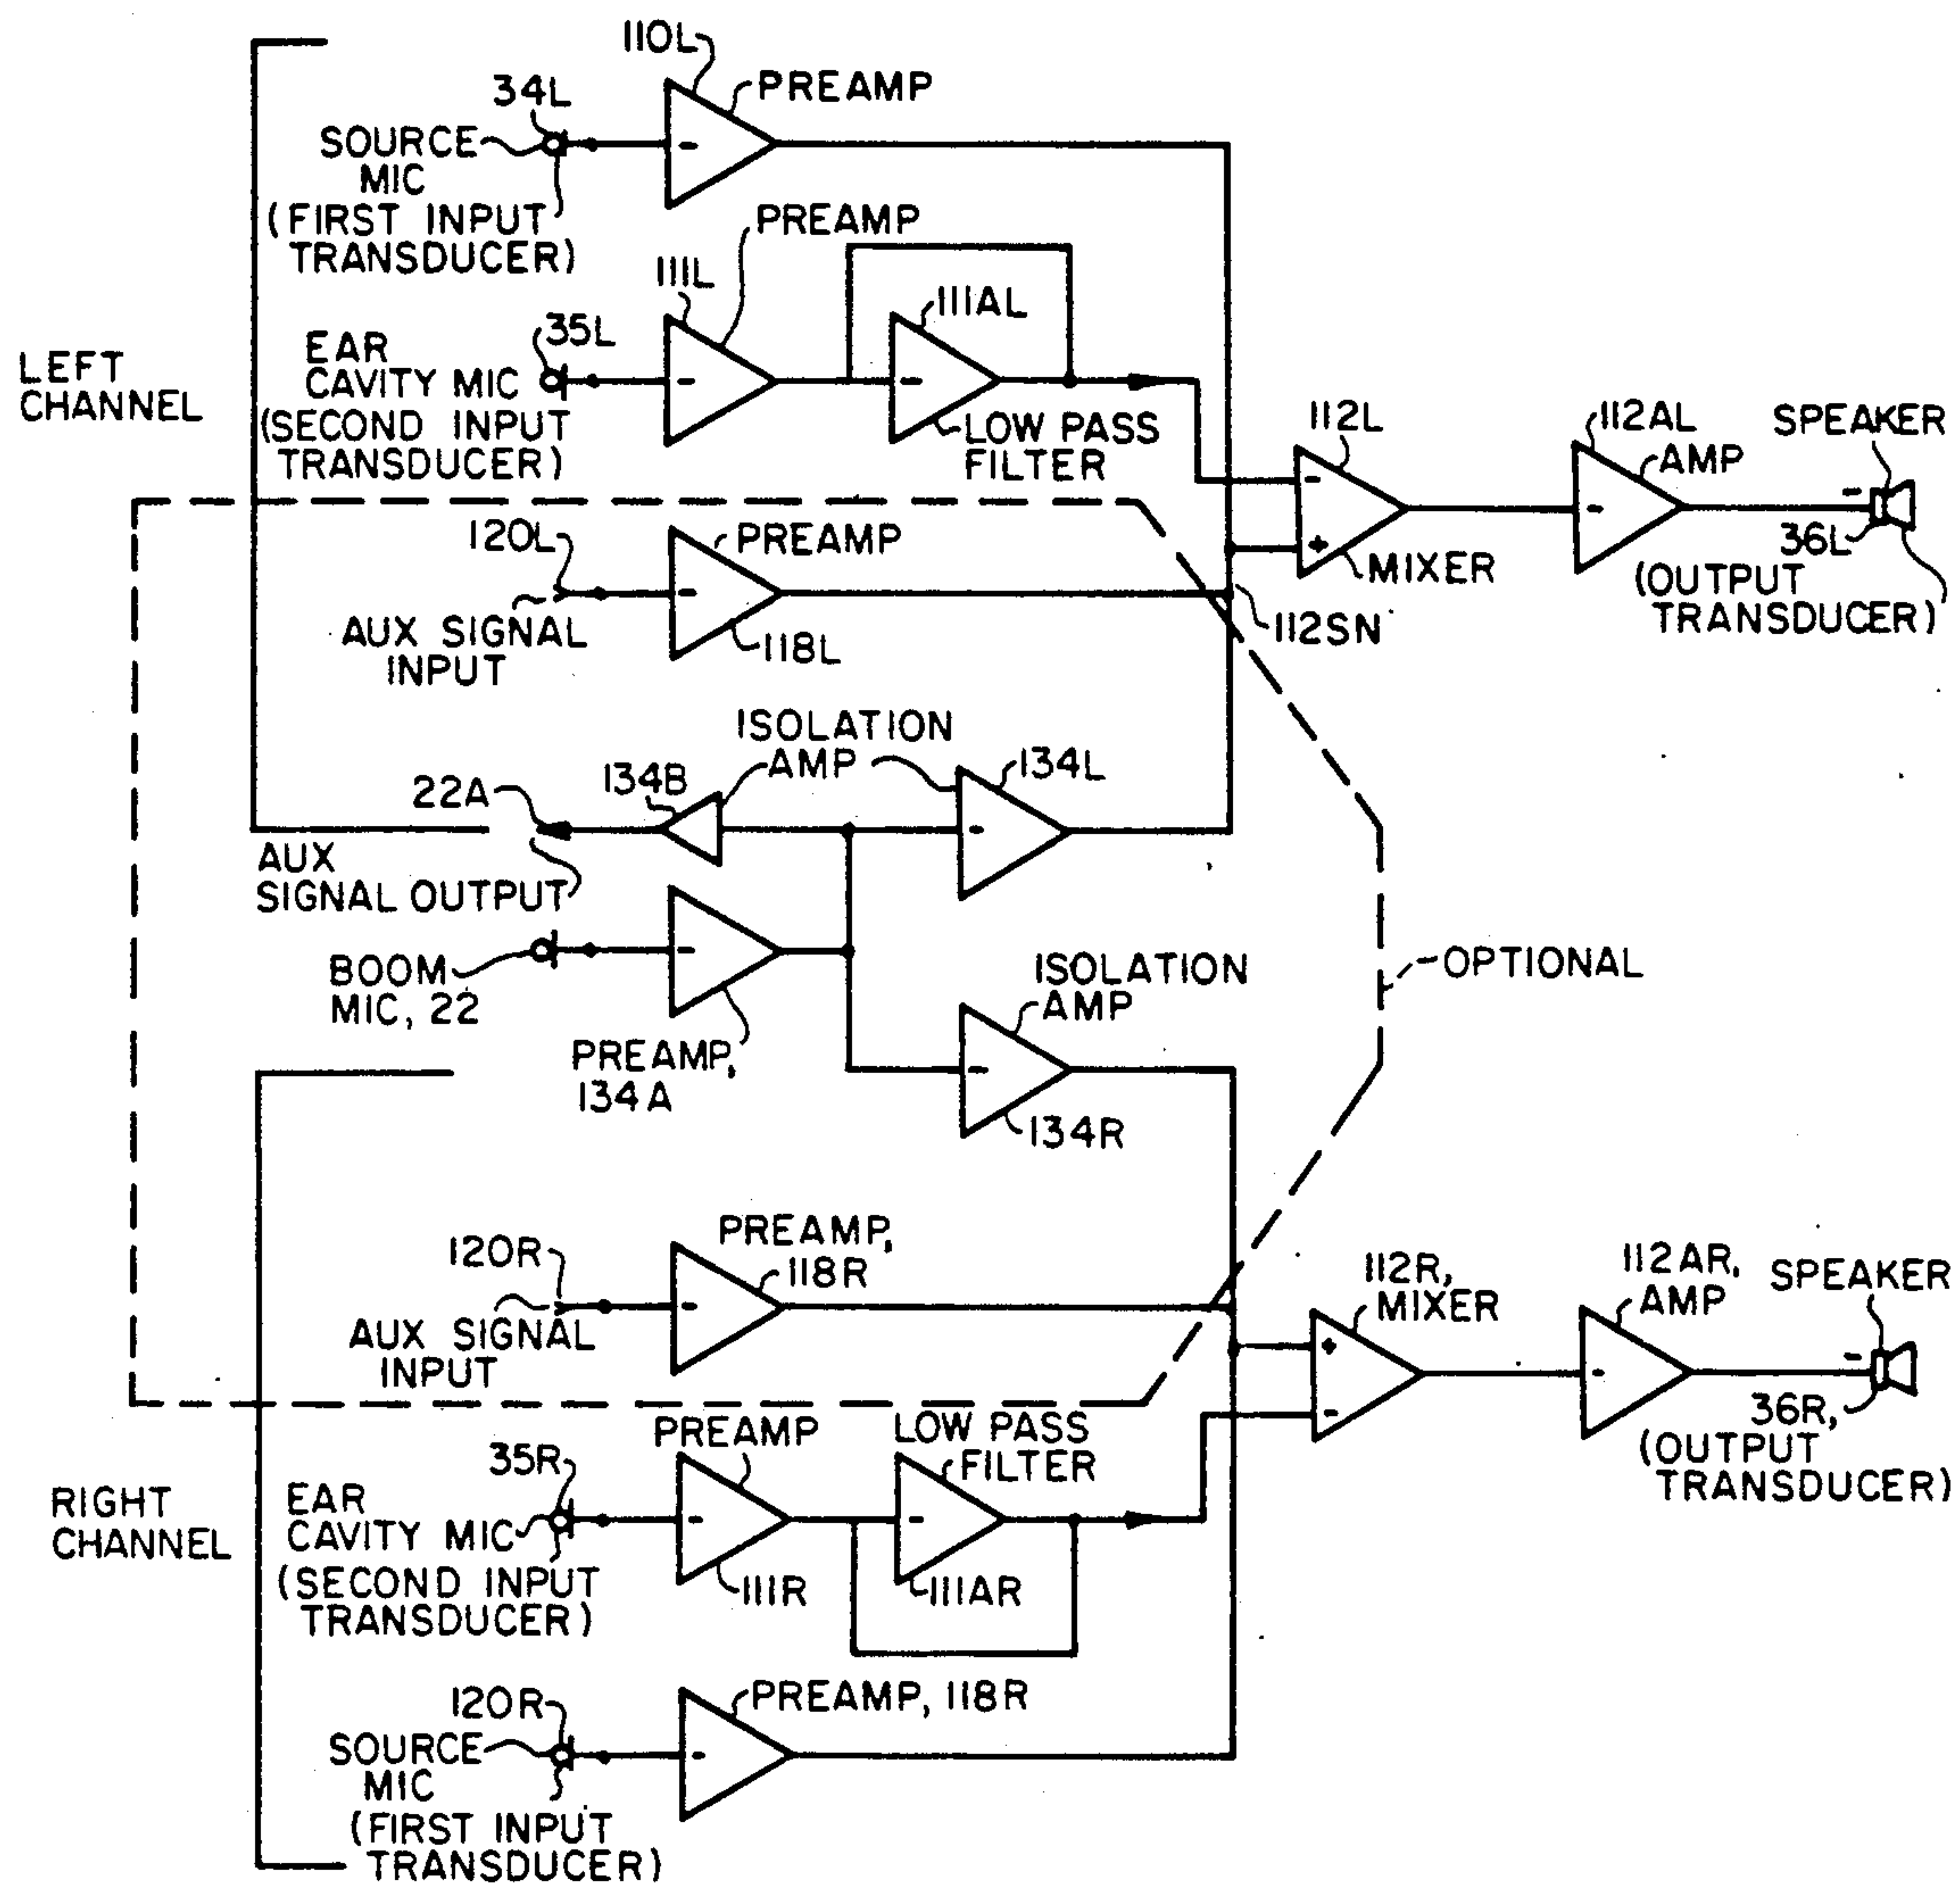 110L
PREAMP
34L
SOURCE
MIC
(FIRST INPUT
TRANSDUCER)
PREAMP
111L
111AL
35L
EAR
CAVITY MIC
(SECOND INPUT
TRANSDUCER)
LOW PASS
FILTER
LEFT
CHANNEL
112L
-
+
MIXER
112AL
AMP
SPEAKER
36L
(OUTPUT
TRANSDUCER)
120L
PREAMP
AUX SIGNAL
INPUT
118L
112SN
ISOLATION
AMP
134B
134L
22A
AUX
SIGNAL OUTPUT
BOOM
MIC, 22
PREAMP,
134A
ISOLATION
AMP
134R
OPTIONAL
120R
PREAMP,
118R
AUX SIGNAL
INPUT
112R,
MIXER
+
-
112AR,
AMP
SPEAKER
36R,
(OUTPUT
TRANSDUCER)
PREAMP
LOW PASS
FILTER
35R
EAR
CAVITY MIC
(SECOND INPUT
TRANSDUCER)
111R
111AR
RIGHT
CHANNEL
120R
PREAMP, 118R
SOURCE
MIC
(FIRST INPUT
TRANSDUCER)